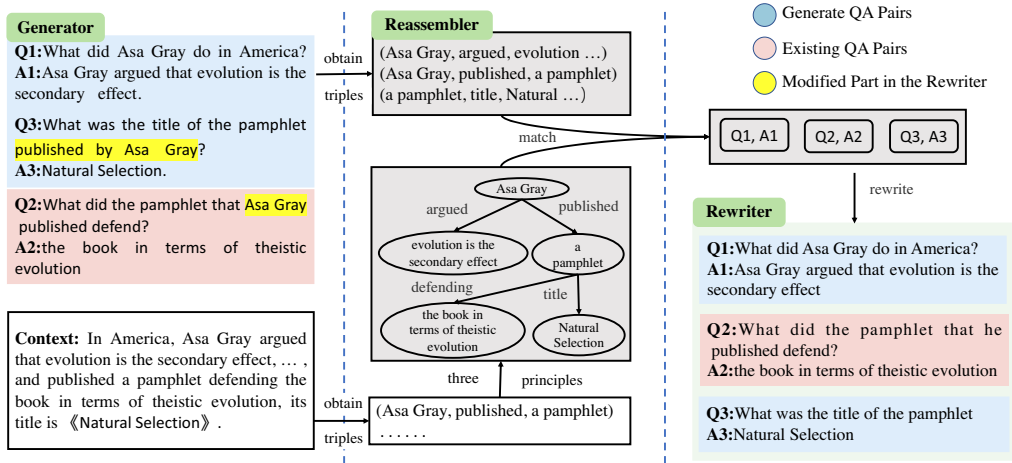 Generator
Q1:What did Asa Gray do in America?
A1:Asa Gray argued that evolution is the
secondary effect.
Q3:What was the title of the pamphlet
published by Asa Gray?
A3:Natural Selection.
Q2:What did the pamphlet that Asa Gray
published defend?
A2:the book in terms of theistic
evolution
Context: In America, Asa Gray argued
that evolution is the secondary effect, … ,
and published a pamphlet defending the
book in terms of theistic evolution, its
title is 《Natural Selection》.
obtain
triples
obtain
triples
Reassembler
(Asa Gray, argued, evolution …)
(Asa Gray, published, a pamphlet)
(a pamphlet, title, Natural …)
match
Asa Gray
argued
published
evolution is the
secondary effect
a
pamphlet
defending
title
the book in
terms of theistic
evolution
Natural
Selection
three
principles
(Asa Gray, published, a pamphlet)
......
Generate QA Pairs
Existing QA Pairs
Modified Part in the Rewriter
Q1, A1
Q2, A2
Q3, A3
rewrite
Rewriter
Q1:What did Asa Gray do in America?
A1:Asa Gray argued that evolution is the
secondary effect
Q2:What did the pamphlet that he
published defend?
A2:the book in terms of theistic evolution
Q3:What was the title of the pamphlet
A3:Natural Selection